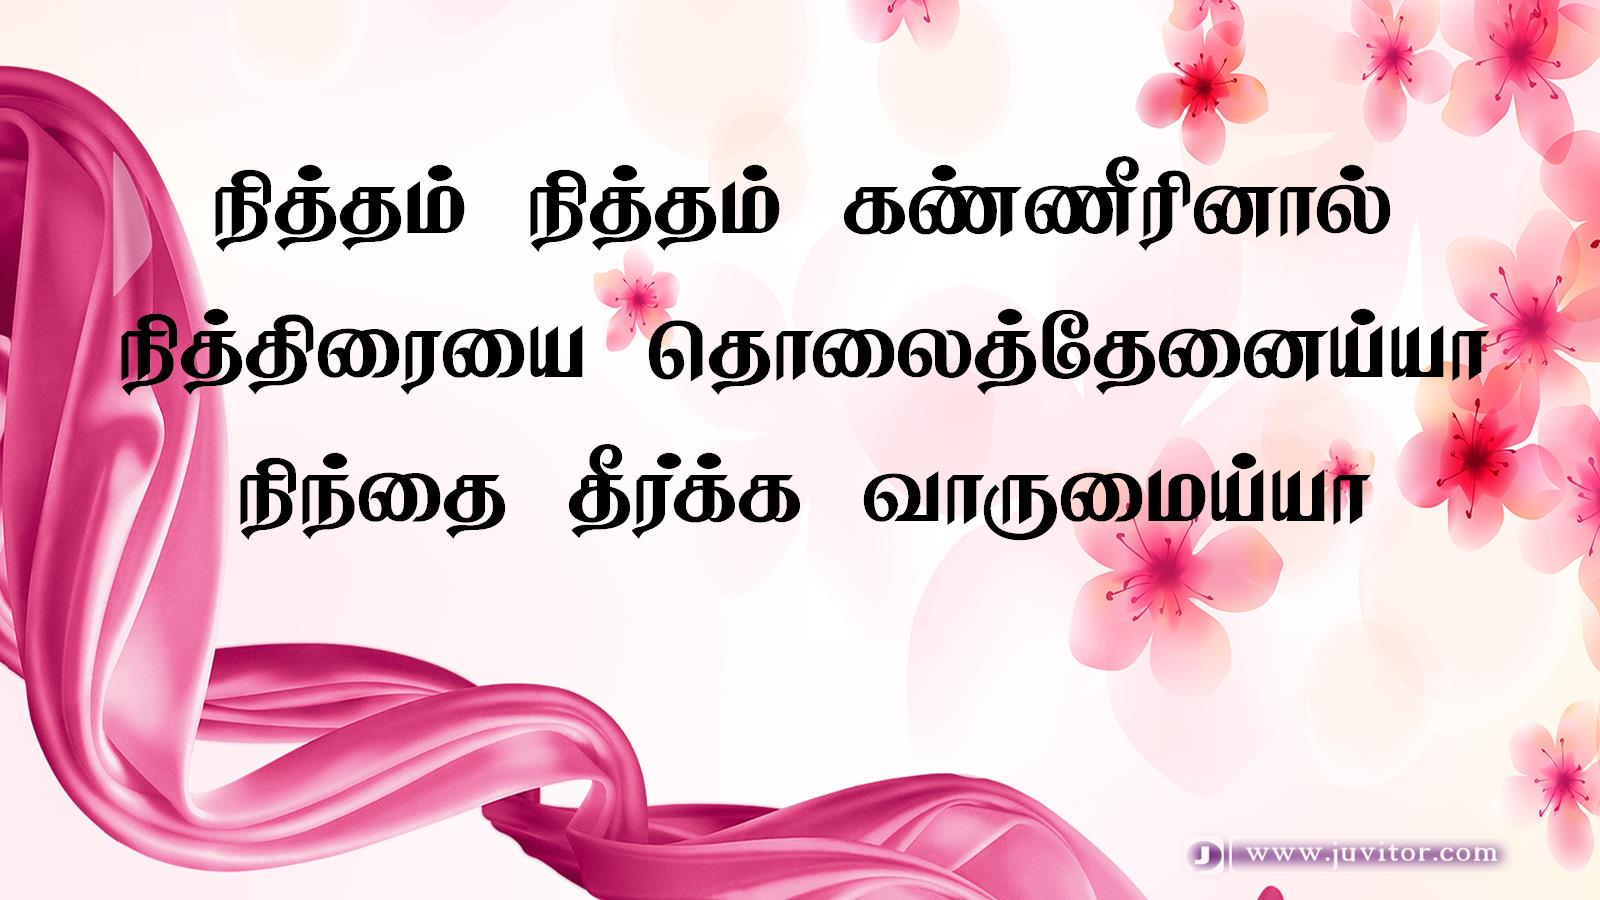 நித்தம் நித்தம் கண்ணீரினால்
நித்திரையை தொலைத்தேனைய்யா
நிந்தை தீர்க்க வாருமைய்யா
J www.juvitor.com